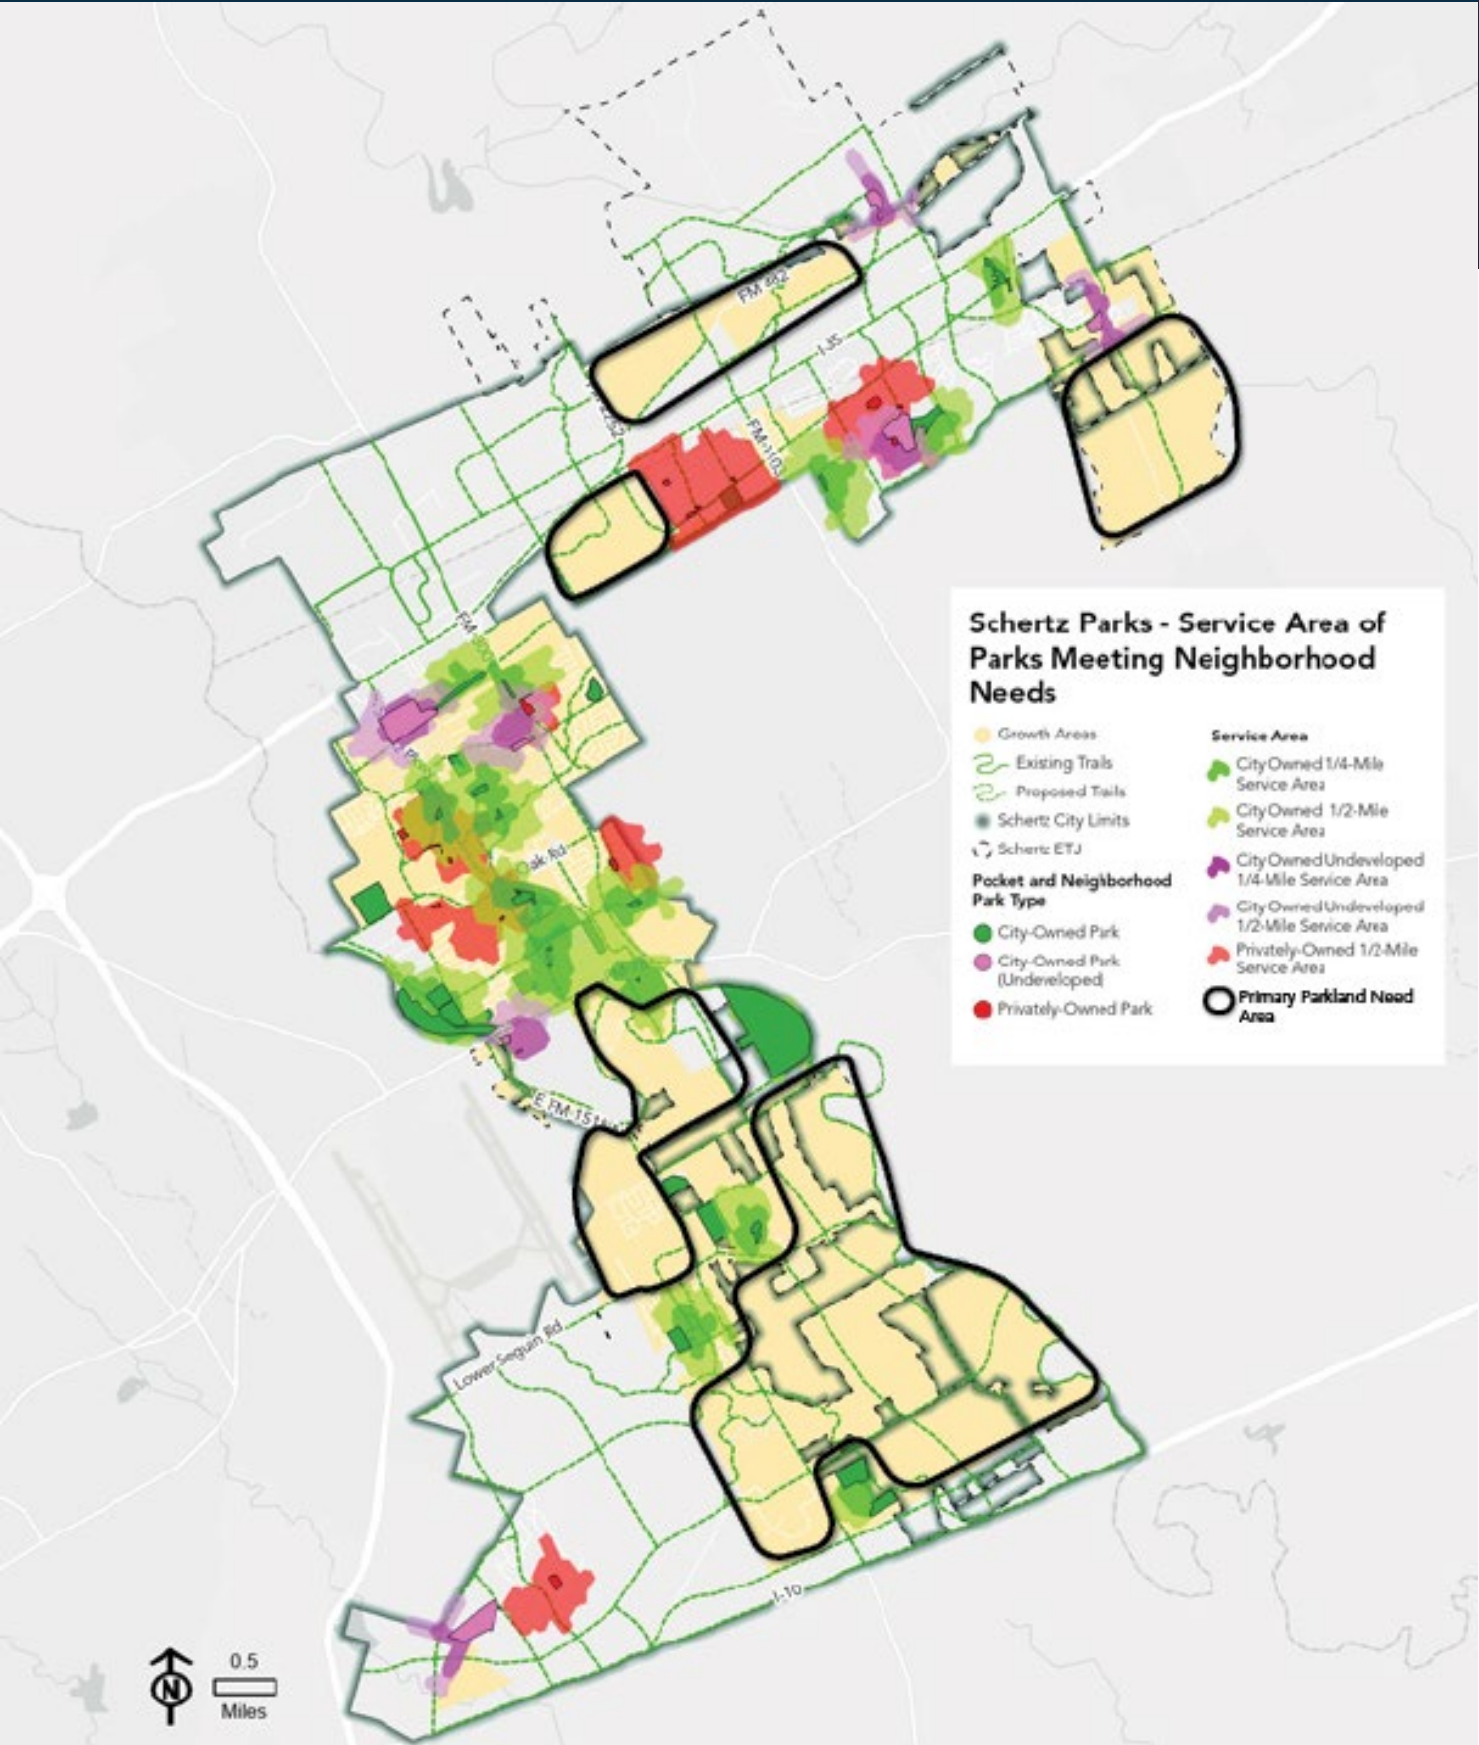 FM 482
I-35
FM-1103
Schertz Parks - Service Area of
Parks Meeting Neighborhood
Needs
Growth Areas
Existing Trails
Proposed Trails
Schertz City Limits
Schertz ETJ
Pocket and Neighborhood
Park Type
City-Owned Park
City-Owned Park
(Undeveloped)
Privately-Owned Park
Service Area
City Owned 1/4-Mile
Service Area
City Owned 1/2-Mile
Service Area
City Owned Undeveloped
1/4-Mile Service Area
City Owned Undeveloped
1/2-Mile Service Area
Privately-Owned 1/2-Mile
Service Area
Primary Parkland Need
Area
Oak Rd
E FM-1518
Lower Seguin Rd
I-10
N
0.5
Miles